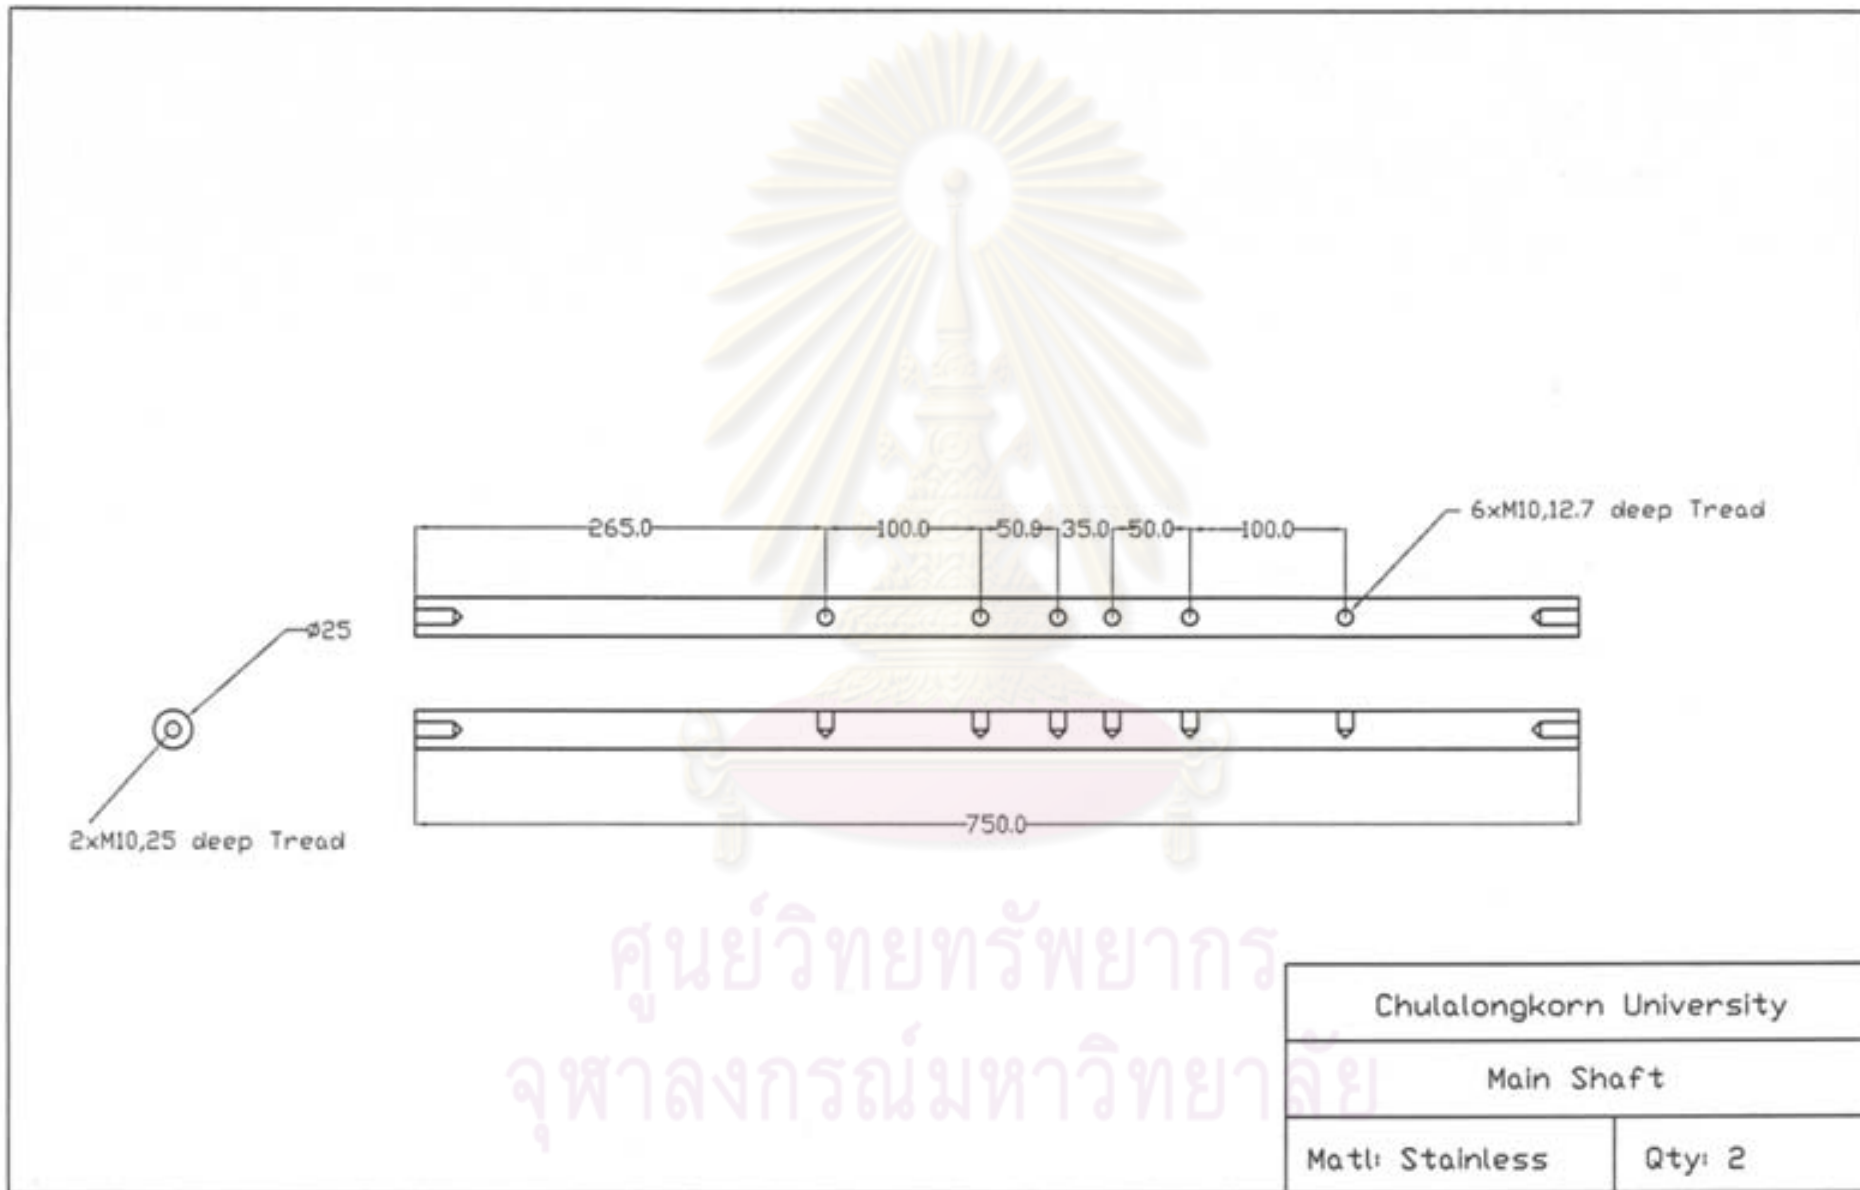 265.0
100.0
50.0
35.0
50.0
100.0
6xM10,12.7 deep Tread
ø25
2xM10,25 deep Tread
750.0
ศูนย์วิทยทรัพยากร
จุฬาลงกรณ์มหาวิทยาลัย
Chulalongkorn University
Main Shaft
Matl: Stainless
Qty: 2